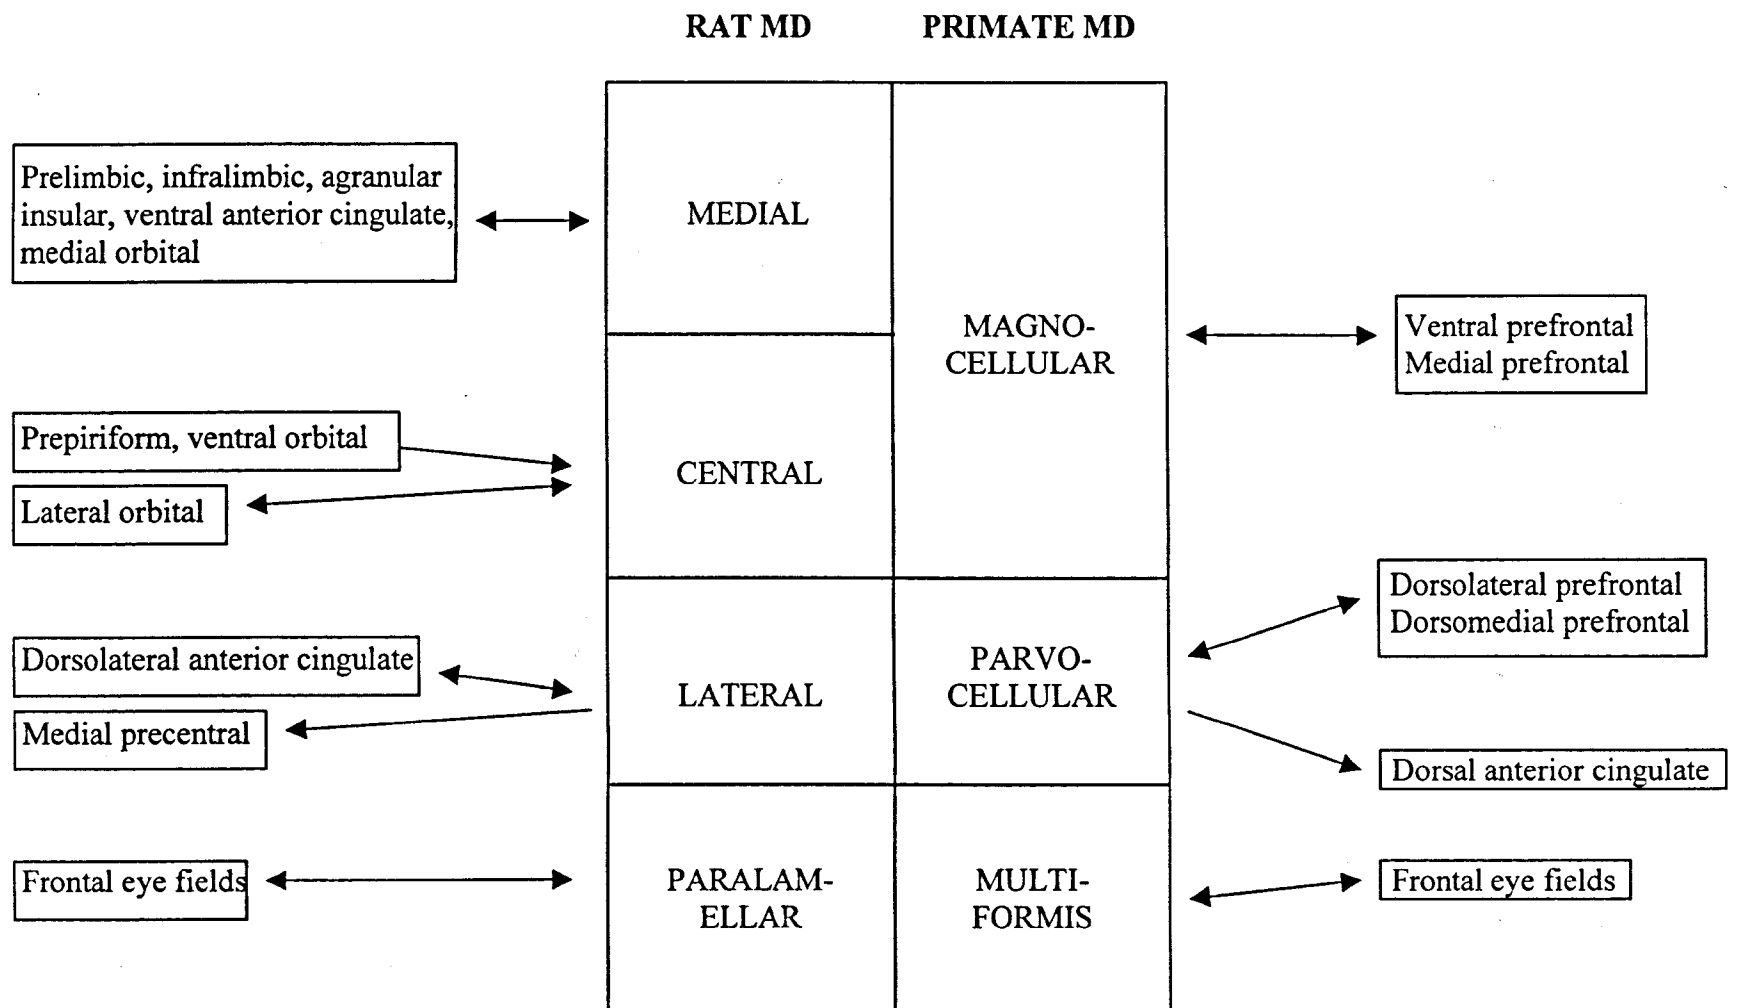 RAT MD
PRIMATE MD
Prelimbic, infralimbic, agranular
insular, ventral anterior cingulate,
medial orbital
MEDIAL
MAGNO-
CELLULAR
Ventral prefrontal
Medial prefrontal
Prepiriform, ventral orbital
Lateral orbital
CENTRAL
Dorsolateral anterior cingulate
Medial precentral
LATERAL
PARVO-
CELLULAR
Dorsolateral prefrontal
Dorsomedial prefrontal
Dorsal anterior cingulate
Frontal eye fields
PARALAM-
ELLAR
MULTI-
FORMIS
Frontal eye fields